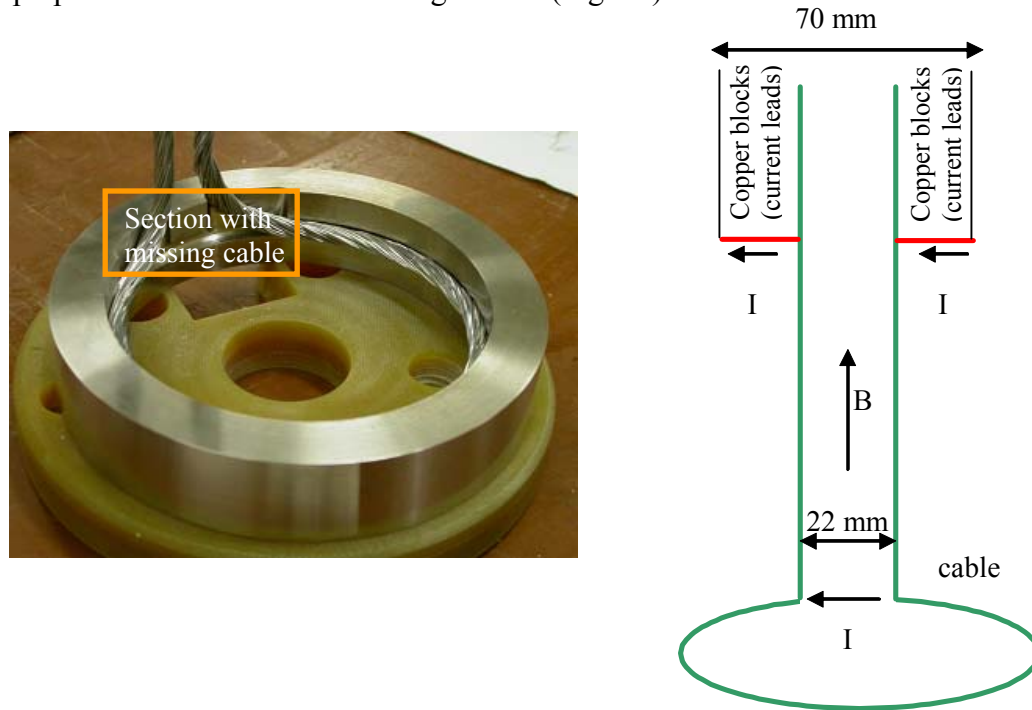 70 mm
Copper blocks
(current leads)
Copper blocks
(current leads)
Section with
missing cable
I
I
B
22 mm
cable
I